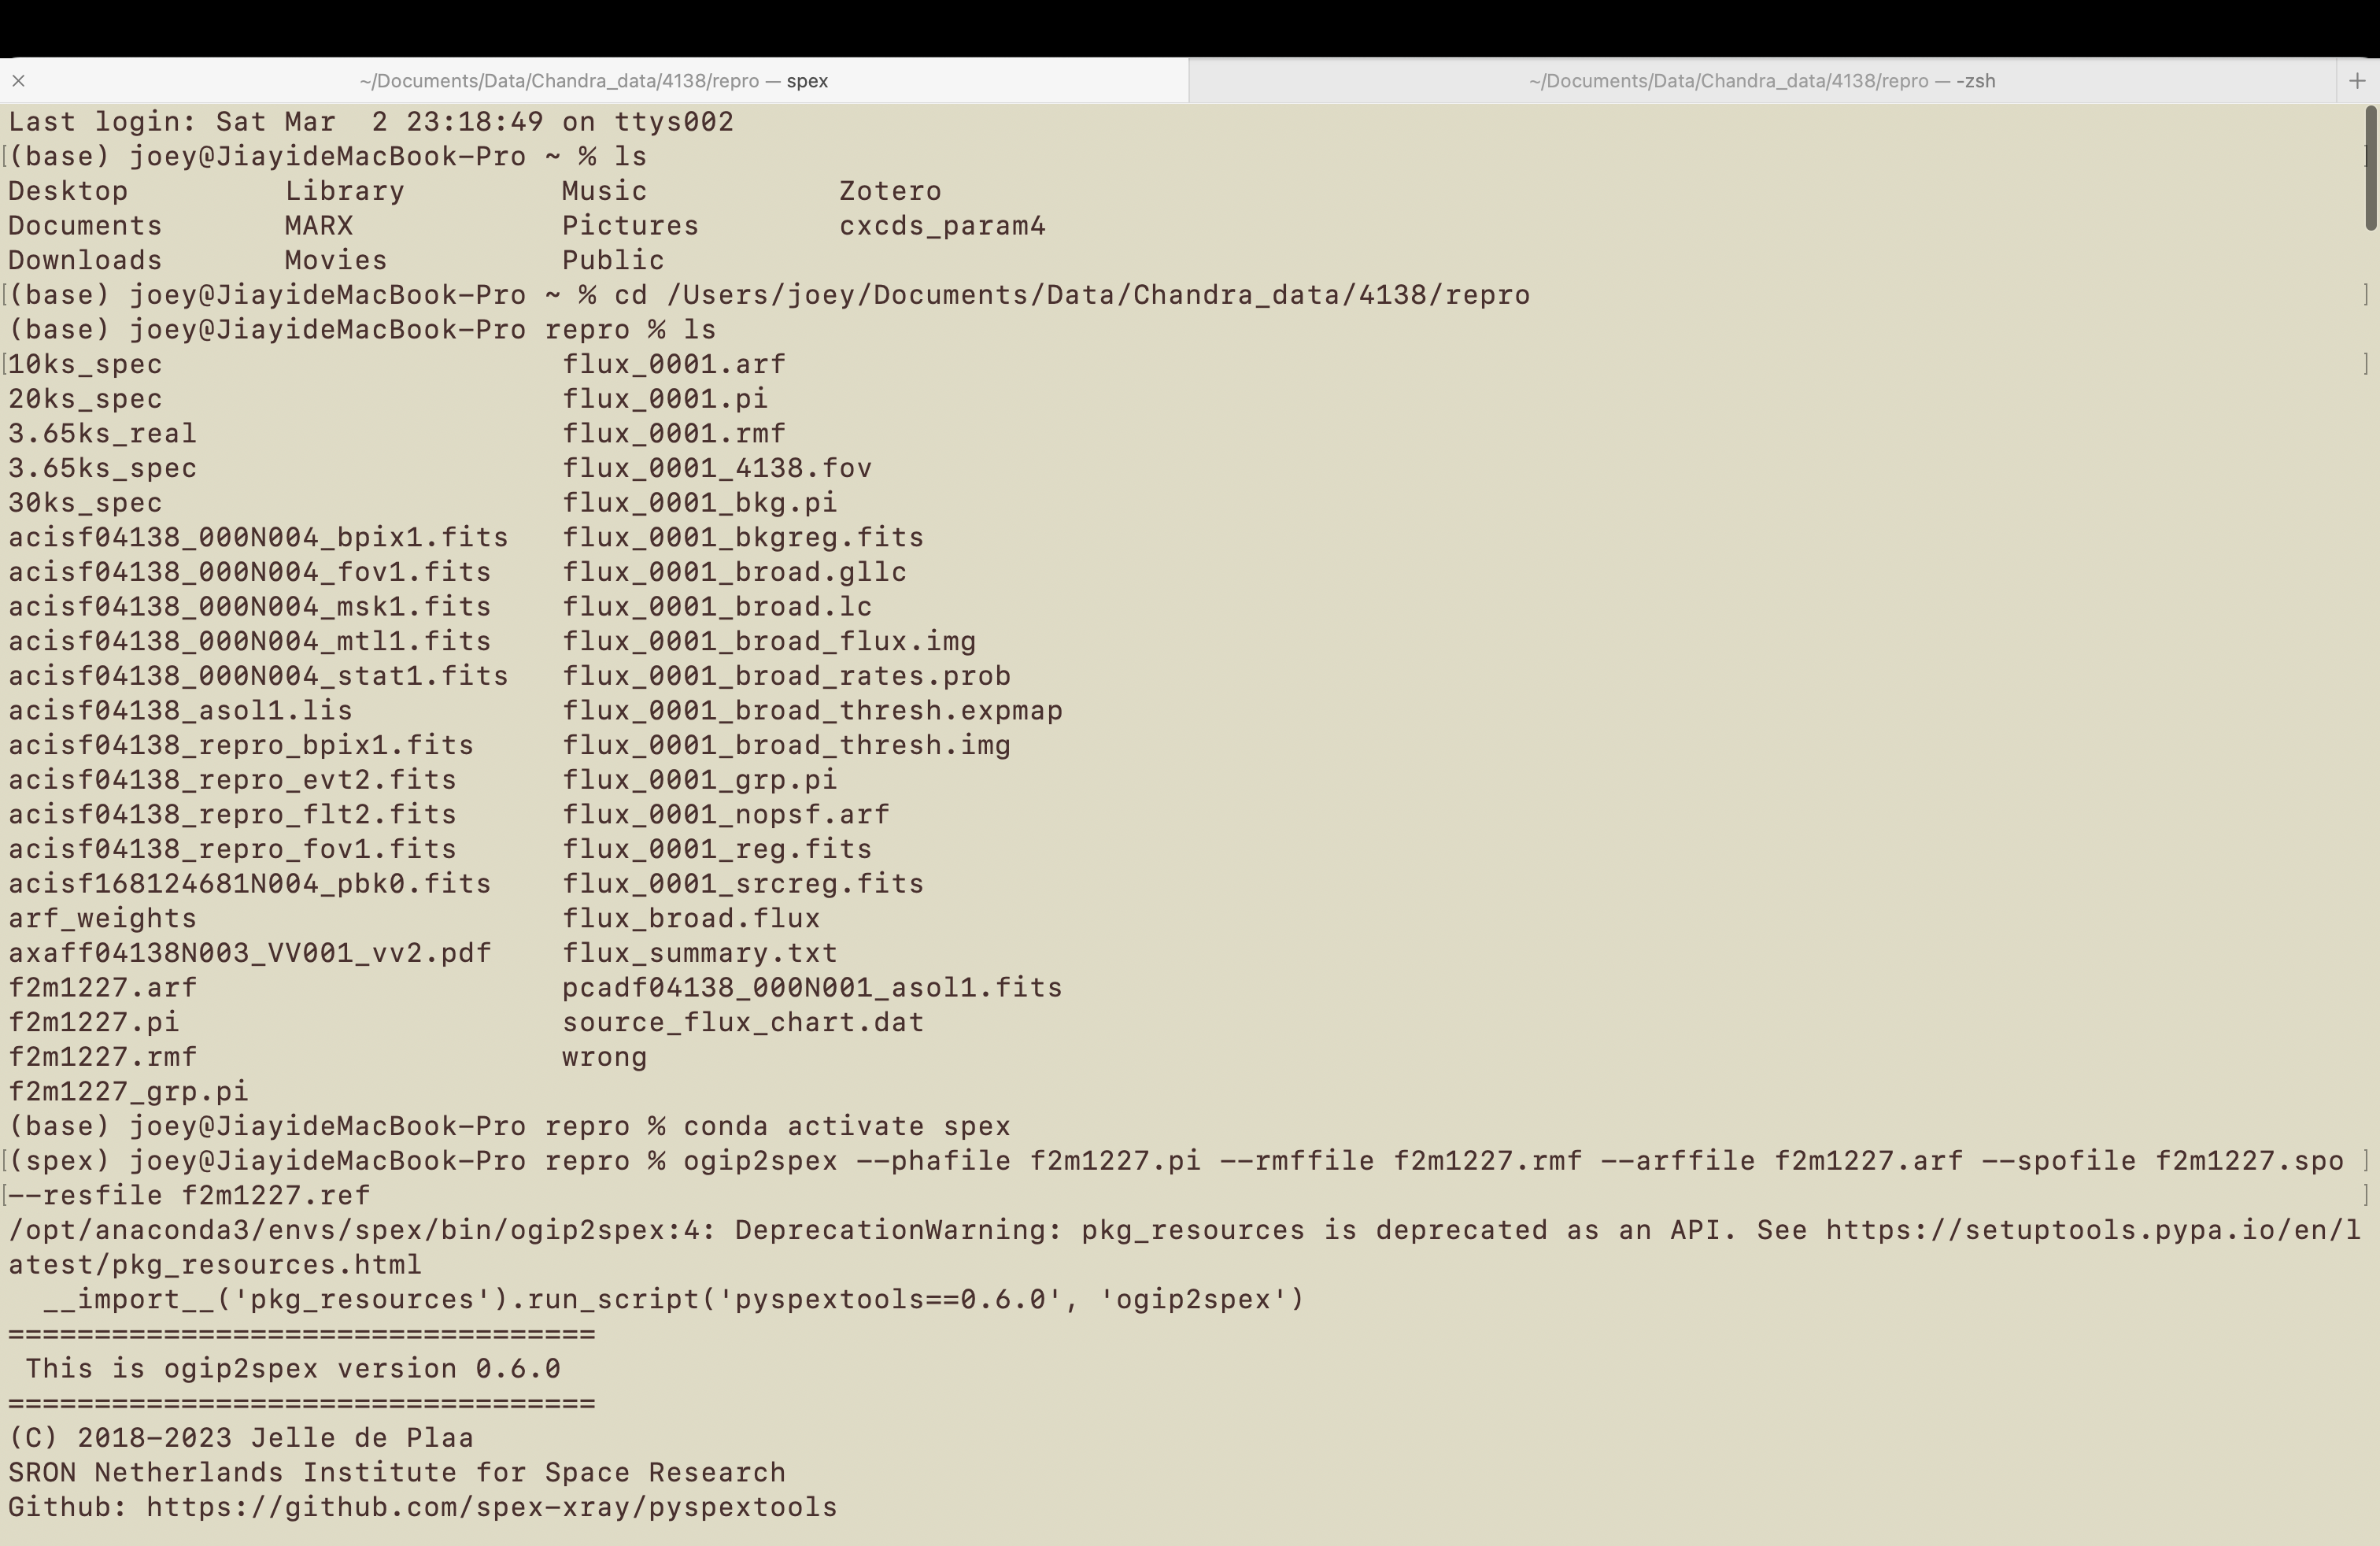 ~/Documents/Data/Chandra_data/4138/repro — spex ~/Documents/Data/Chandra_data/4138/repro — -zsh
Last login: Sat Mar  2 23:18:49 on ttys002
[(base) joey@JiayideMacBook-Pro ~ % ls ]
Desktop         Library         Music           Zotero
Documents       MARX            Pictures        cxcds_param4
Downloads       Movies          Public
[(base) joey@JiayideMacBook-Pro ~ % cd /Users/joey/Documents/Data/Chandra_data/4138/repro ]
(base) joey@JiayideMacBook-Pro repro % ls
[10ks_spec                       flux_0001.arf ]
20ks_spec                       flux_0001.pi
3.65ks_real                     flux_0001.rmf
3.65ks_spec                     flux_0001_4138.fov
30ks_spec                       flux_0001_bkg.pi
acisf04138_000N004_bpix1.fits   flux_0001_bkgreg.fits
acisf04138_000N004_fov1.fits    flux_0001_broad.gllc
acisf04138_000N004_msk1.fits    flux_0001_broad.lc
acisf04138_000N004_mtl1.fits    flux_0001_broad_flux.img
acisf04138_000N004_stat1.fits   flux_0001_broad_rates.prob
acisf04138_asol1.lis            flux_0001_broad_thresh.expmap
acisf04138_repro_bpix1.fits     flux_0001_broad_thresh.img
acisf04138_repro_evt2.fits      flux_0001_grp.pi
acisf04138_repro_flt2.fits      flux_0001_nopsf.arf
acisf04138_repro_fov1.fits      flux_0001_reg.fits
acisf168124681N004_pbk0.fits    flux_0001_srcreg.fits
arf_weights                     flux_broad.flux
axaff04138N003_VV001_vv2.pdf    flux_summary.txt
f2m1227.arf                     pcadf04138_000N001_asol1.fits
f2m1227.pi                      source_flux_chart.dat
f2m1227.rmf                     wrong
f2m1227_grp.pi
(base) joey@JiayideMacBook-Pro repro % conda activate spex
[(spex) joey@JiayideMacBook-Pro repro % ogip2spex --phafile f2m1227.pi --rmffile f2m1227.rmf --arffile f2m1227.arf --spofile f2m1227.spo ]
[--resfile f2m1227.ref ]
/opt/anaconda3/envs/spex/bin/ogip2spex:4: DeprecationWarning: pkg_resources is deprecated as an API. See https://setuptools.pypa.io/en/l
atest/pkg_resources.html
  __import__('pkg_resources').run_script('pyspextools==0.6.0', 'ogip2spex')
==================================
 This is ogip2spex version 0.6.0
==================================
(C) 2018-2023 Jelle de Plaa
SRON Netherlands Institute for Space Research
Github: https://github.com/spex-xray/pyspextools